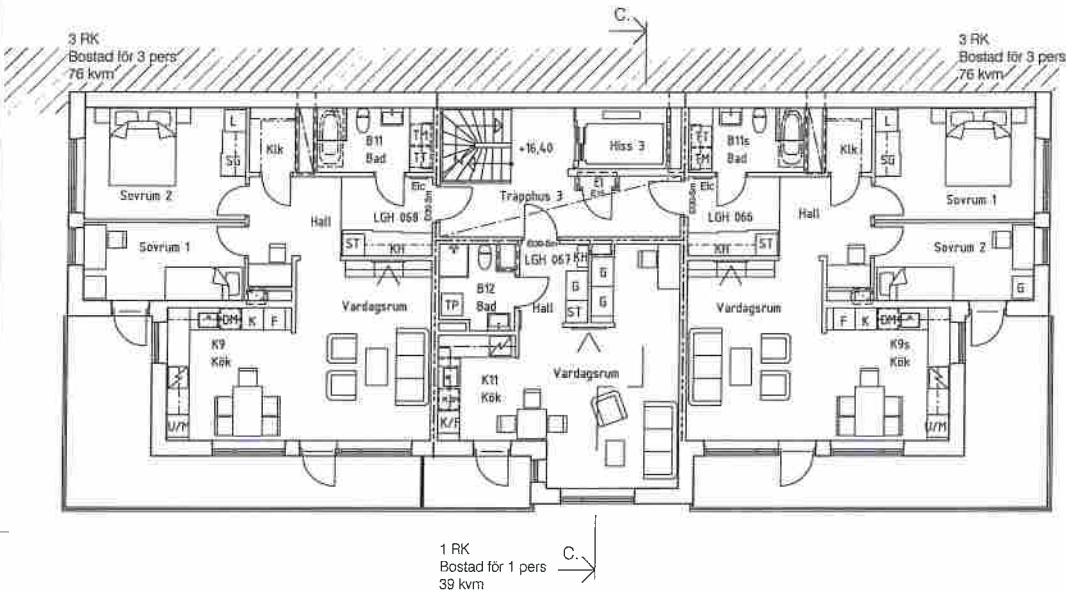 C.
3 RK
Bostad för 3 pers
76 kvm
3 RK
Bostad för 3 pers
76 kvm
L
SG
Klk
B11
Bad
TT
TT
+16,40
Hiss 3
TT
TM
B11s
Bad
Klk
L
SG
Sovrum 2
Hall
Elc
LGH 068
Trapphus 3
El
Elc
LGH 066
Hall
Sovrum 1
Sovrum 1
ST
KH
LGH 067
KH
G
G
KH
ST
Sovrum 2
G
B12
Bad
TP
Hall
G
ST
Vardagsrum
Vardagsrum
DM
K
F
F
K
DM
K9
Kök
K11
Kök
Vardagsrum
K9s
Kök
U/M
K/F
U/M
1 RK
Bostad för 1 pers
39 kvm
C.